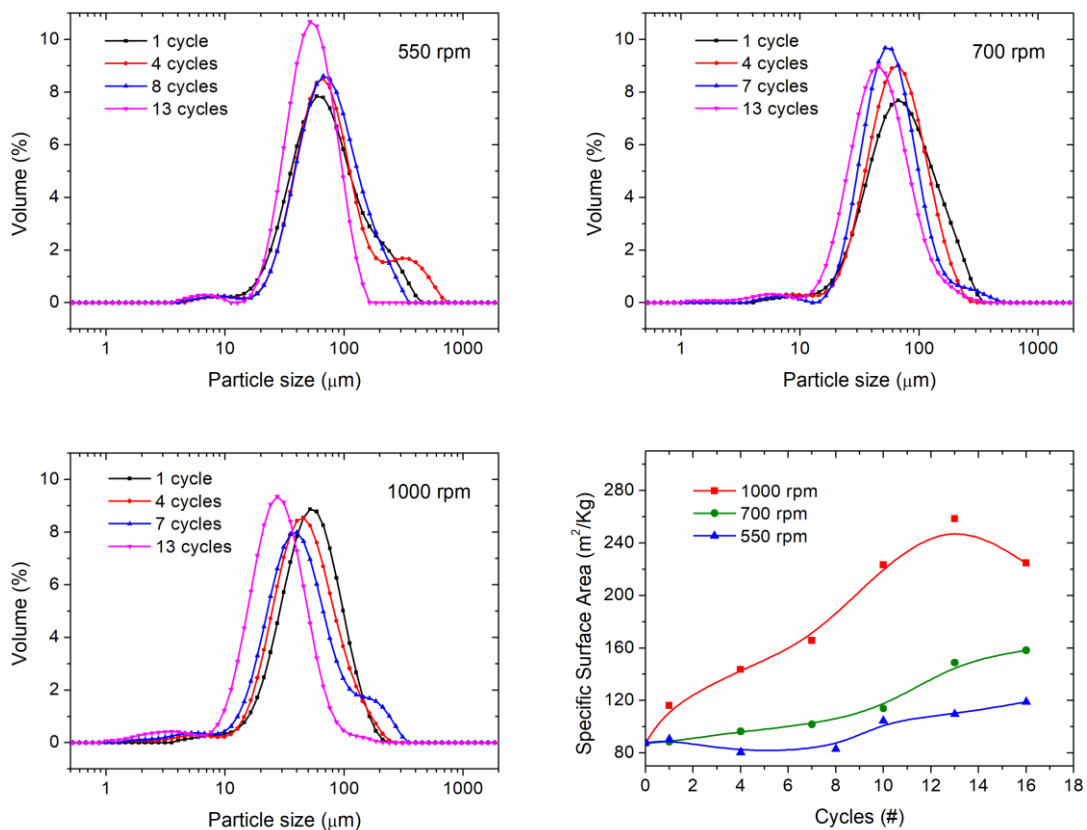 550 rpm
1 cycle
4 cycles
8 cycles
13 cycles
Volume (%)
10
8
6
4
2
0
1 10 100 1000
Particle size (μm)
700 rpm
1 cycle
4 cycles
7 cycles
13 cycles
Volume (%)
10
8
6
4
2
0
1 10 100 1000
Particle size (μm)
1000 rpm
1 cycle
4 cycles
7 cycles
13 cycles
Volume (%)
10
8
6
4
2
0
1 10 100 1000
Particle size (μm)
1000 rpm
700 rpm
550 rpm
Specific Surface Area (m²/Kg)
280
240
200
160
120
80
0 2 4 6 8 10 12 14 16 18
Cycles (#)